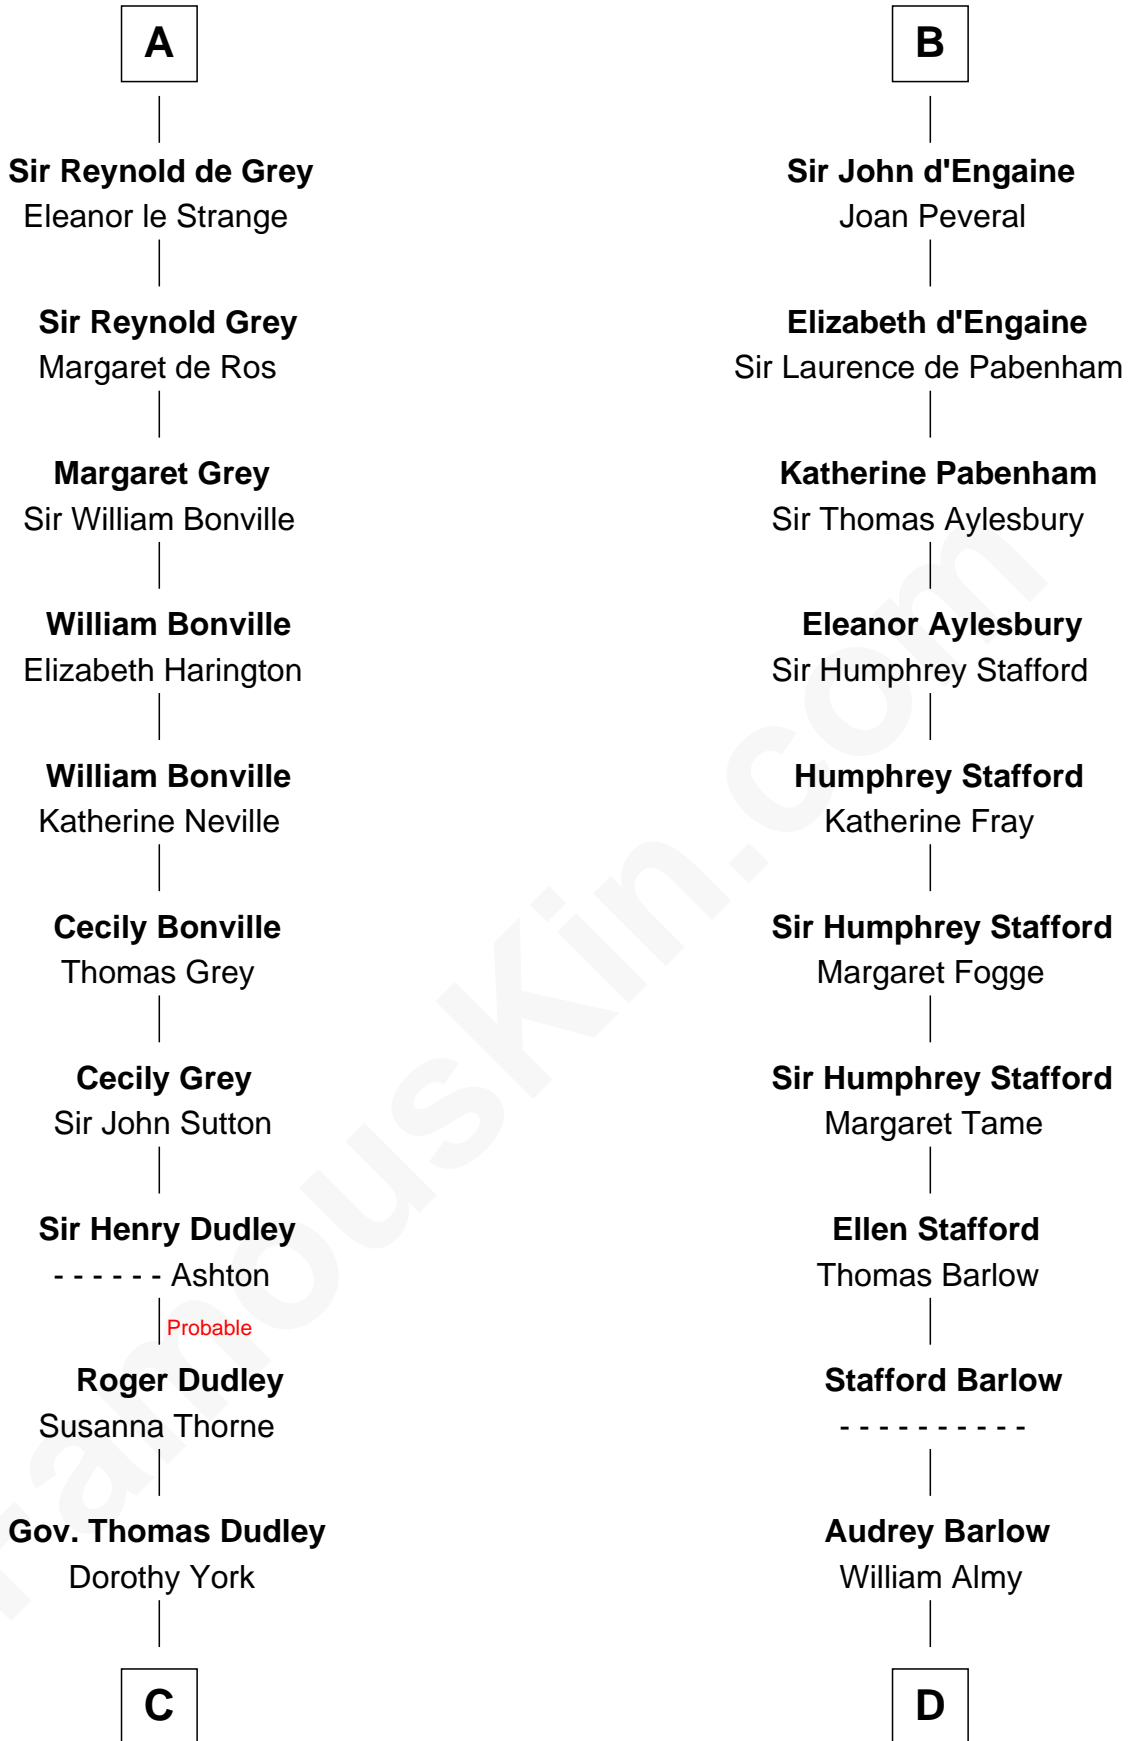 A
Sir Reynold de Grey
Eleanor le Strange
Sir Reynold Grey
Margaret de Ros
Margaret Grey
Sir William Bonville
William Bonville
Elizabeth Harington
William Bonville
Katherine Neville
Cecily Bonville
Thomas Grey
Cecily Grey
Sir John Sutton
Sir Henry Dudley
- - - - - - Ashton
Probable
Roger Dudley
Susanna Thorne
Gov. Thomas Dudley
Dorothy York
C
B
Sir John d'Engaine
Joan Peveral
Elizabeth d'Engaine
Sir Laurence de Pabenham
Katherine Pabenham
Sir Thomas Aylesbury
Eleanor Aylesbury
Sir Humphrey Stafford
Humphrey Stafford
Katherine Fray
Sir Humphrey Stafford
Margaret Fogge
Sir Humphrey Stafford
Margaret Tame
Ellen Stafford
Thomas Barlow
Stafford Barlow
- - - - - - - - - -
Audrey Barlow
William Almy
D
FamousKin.com